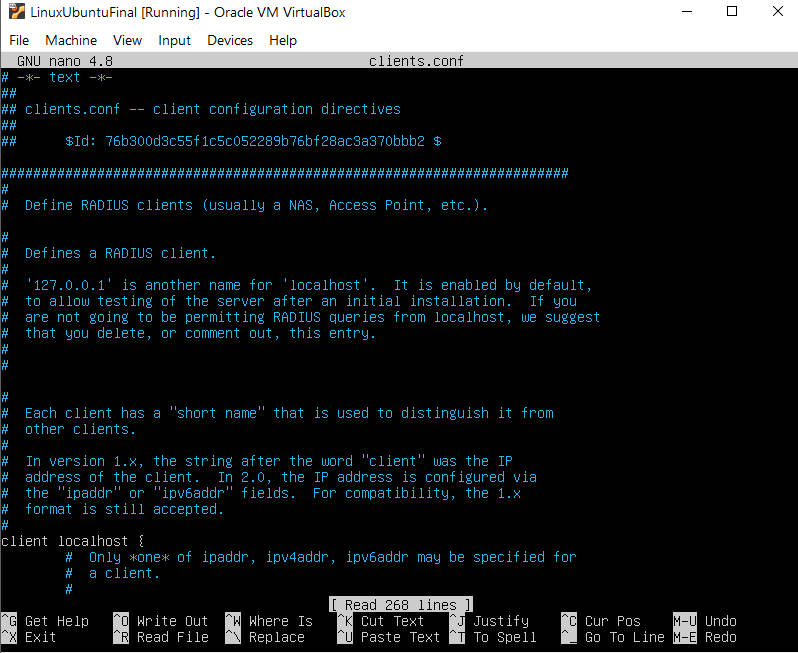 LinuxUbuntuFinal [Running] - Oracle VM VirtualBox
File Machine View Input Devices Help
GNU nano 4.8 clients.conf
# -*- text -*-
##
## clients.conf -- client configuration directives
##
## $Id: 76b300d3c55f1c5c052289b76bf28ac3a370bbb2 $
#######################################################################
#
# Define RADIUS clients (usually a NAS, Access Point, etc.).
#
# Defines a RADIUS client.
#
# '127.0.0.1' is another name for 'localhost'. It is enabled by default,
# to allow testing of the server after an initial installation. If you
# are not going to be permitting RADIUS queries from localhost, we suggest
# that you delete, or comment out, this entry.
#
#
#
# Each client has a "short name" that is used to distinguish it from
# other clients.
#
# In version 1.x, the string after the word "client" was the IP
# address of the client. In 2.0, the IP address is configured via
# the "ipaddr" or "ipv6addr" fields. For compatibility, the 1.x
# format is still accepted.
#
client localhost {
# Only *one* of ipaddr, ipv4addr, ipv6addr may be specified for
# a client.
#
[ Read 268 lines ]
^G Get Help ^O Write Out ^W Where Is ^K Cut Text ^J Justify ^C Cur Pos M-U Undo
^X Exit ^R Read File ^\ Replace ^U Paste Text ^T To Spell ^_ Go To Line M-E Redo